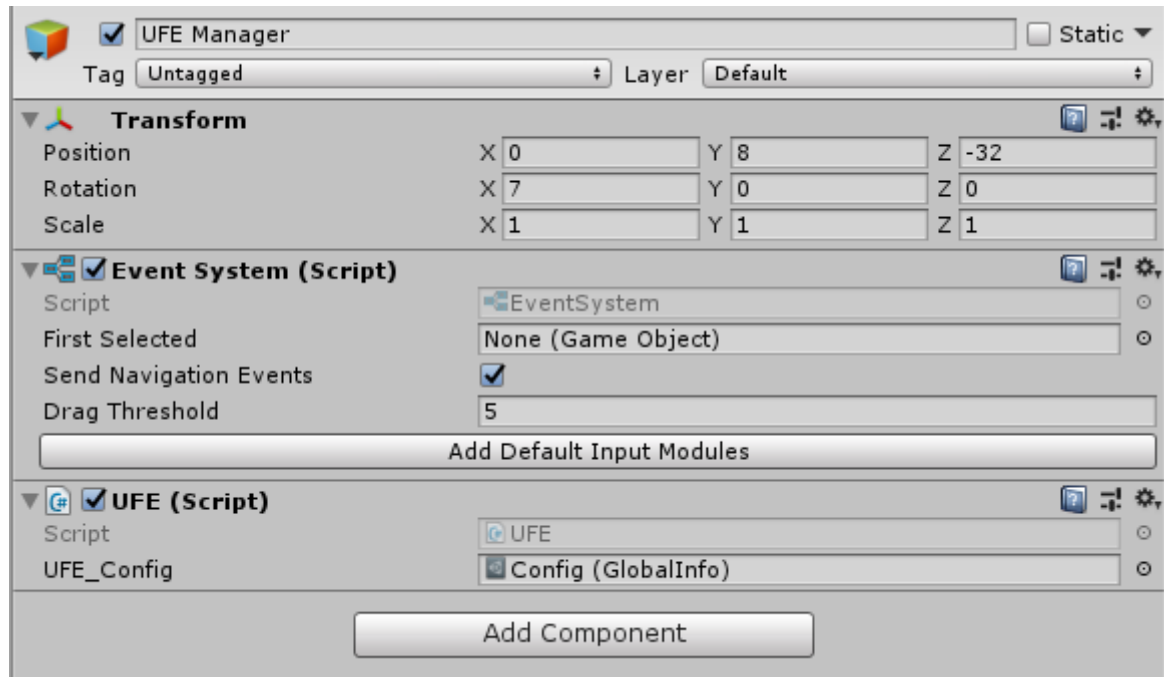 UFE Manager Static
Tag Untagged Layer Default
Transform
Position X 0 Y 8 Z -32
Rotation X 7 Y 0 Z 0
Scale X 1 Y 1 Z 1
Event System (Script)
Script EventSystem
First Selected None (Game Object)
Send Navigation Events
Drag Threshold 5
Add Default Input Modules
UFE (Script)
Script UFE
UFE_Config Config (GlobalInfo)
Add Component